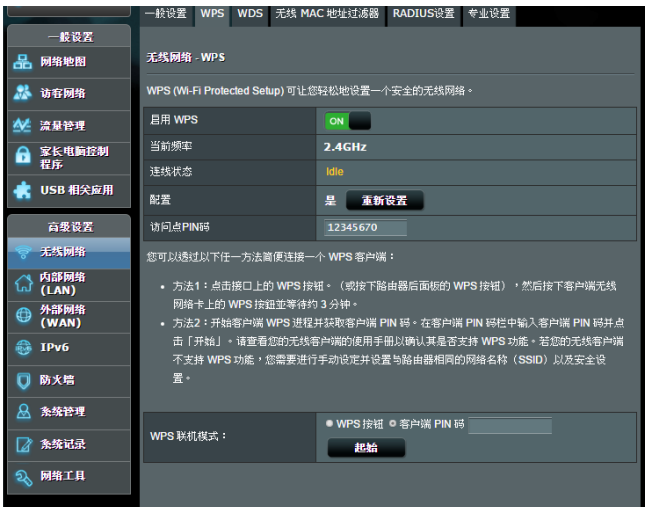 一般设置 WPS WDS 无线 MAC 地址过滤器 RADIUS设置 专业设置
一般设置
网络地图
访客网络
流量管理
家长电脑控制
程序
USB 相关应用
高级设置
无线网络
内部网络
(LAN)
外部网络
(WAN)
IPv6
防火墙
系统管理
系统记录
网络工具
无线网络 - WPS
WPS (Wi-Fi Protected Setup) 可让您轻松地设置一个安全的无线网络。
启用 WPS ON
当前频率 2.4GHz
连线状态 Idle
配置 是 重新设置
访问点PIN码 12345670
您可以透过以下任一方法简便连接一个 WPS 客户端：
• 方法1：点击接口上的 WPS 按钮。（或按下路由器后面板的 WPS 按钮），然后按下客户端无线
网络卡上的 WPS 按鈕並等待约 3 分钟。
• 方法2：开始客户端 WPS 进程并获取客户端 PIN 码。在客户端 PIN 码栏中输入客户端 PIN 码并点
击「开始」。请查看您的无线客户端的使用手册以确认其是否支持 WPS 功能。若您的无线客户端
不支持 WPS 功能，您需要进行手动设定并设置与路由器相同的网络名称（SSID）以及安全设
置。
WPS 联机模式： WPS 按钮 客户端 PIN 码
起始